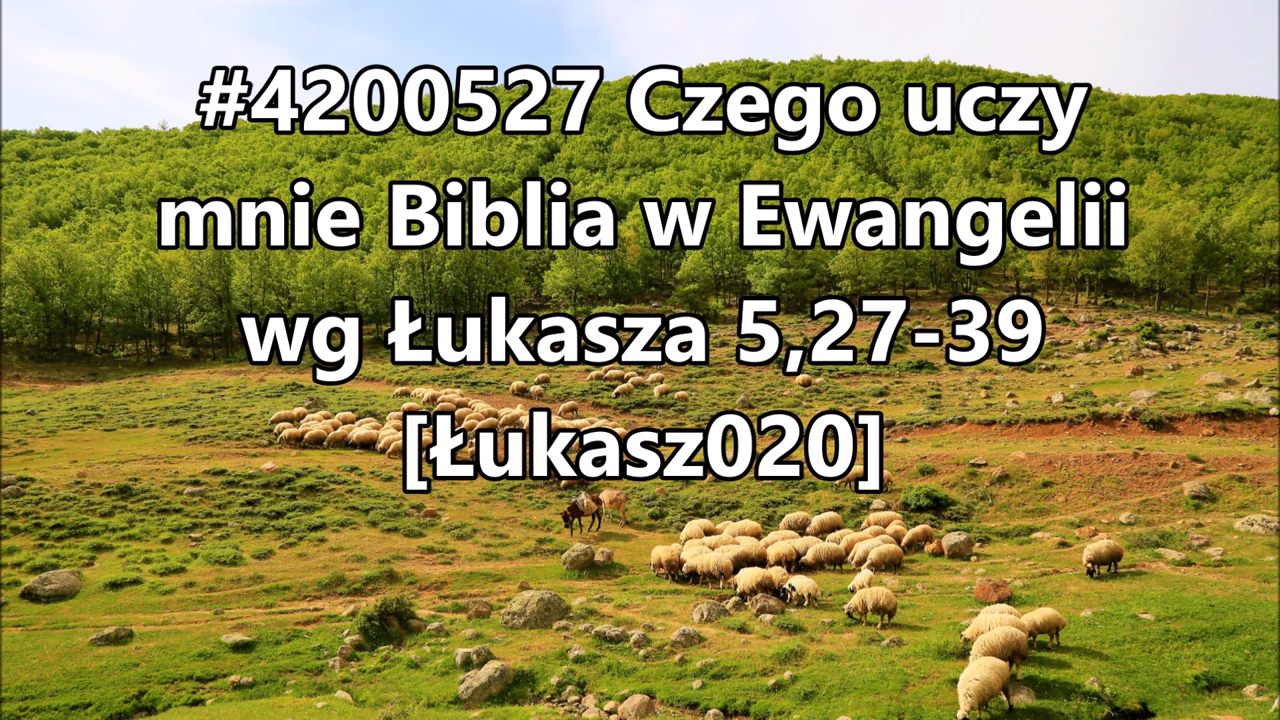 #4200527 Czego uczy
mnie Biblia w Ewangelii
wg Łukasza 5,27-39
[Łukasz020]